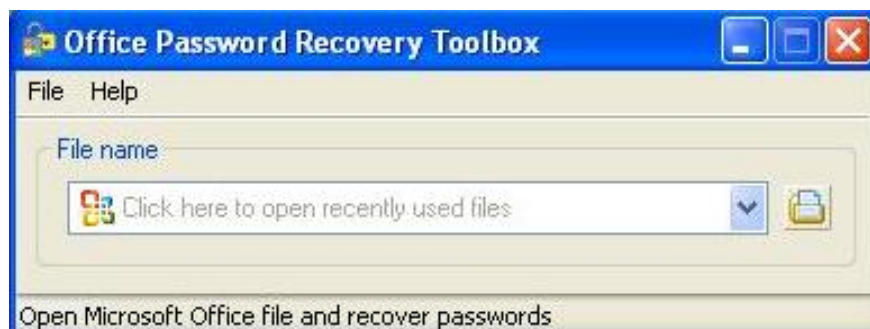 Office Password Recovery Toolbox
File Help
File name
Click here to open recently used files
Open Microsoft Office file and recover passwords